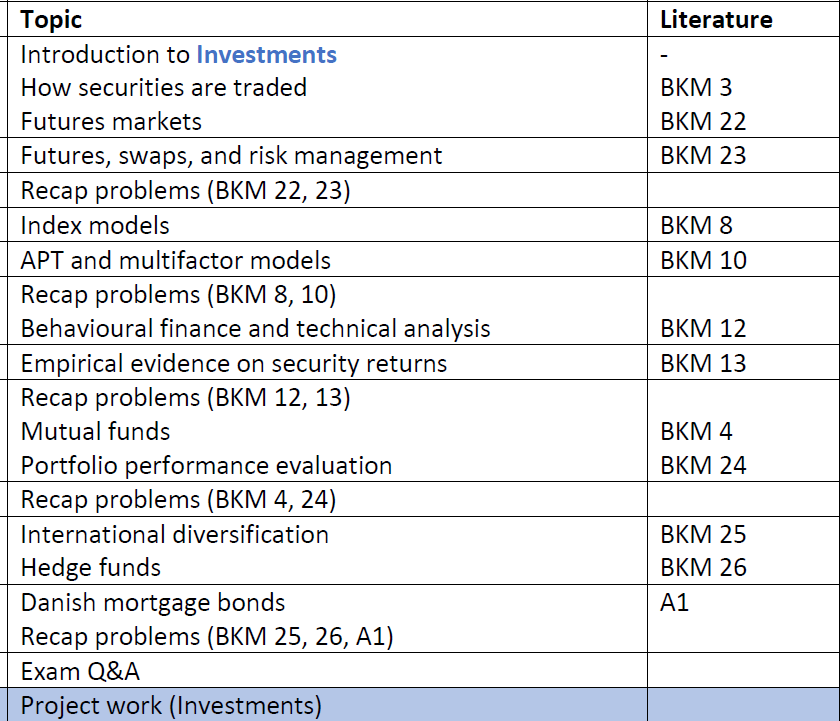 Topic Literature
Introduction to Investments -
How securities are traded BKM 3
Futures markets BKM 22
Futures, swaps, and risk management BKM 23
Recap problems (BKM 22, 23)
Index models BKM 8
APT and multifactor models BKM 10
Recap problems (BKM 8, 10)
Behavioural finance and technical analysis BKM 12
Empirical evidence on security returns BKM 13
Recap problems (BKM 12, 13)
Mutual funds BKM 4
Portfolio performance evaluation BKM 24
Recap problems (BKM 4, 24)
International diversification BKM 25
Hedge funds BKM 26
Danish mortgage bonds A1
Recap problems (BKM 25, 26, A1)
Exam Q&A
Project work (Investments)